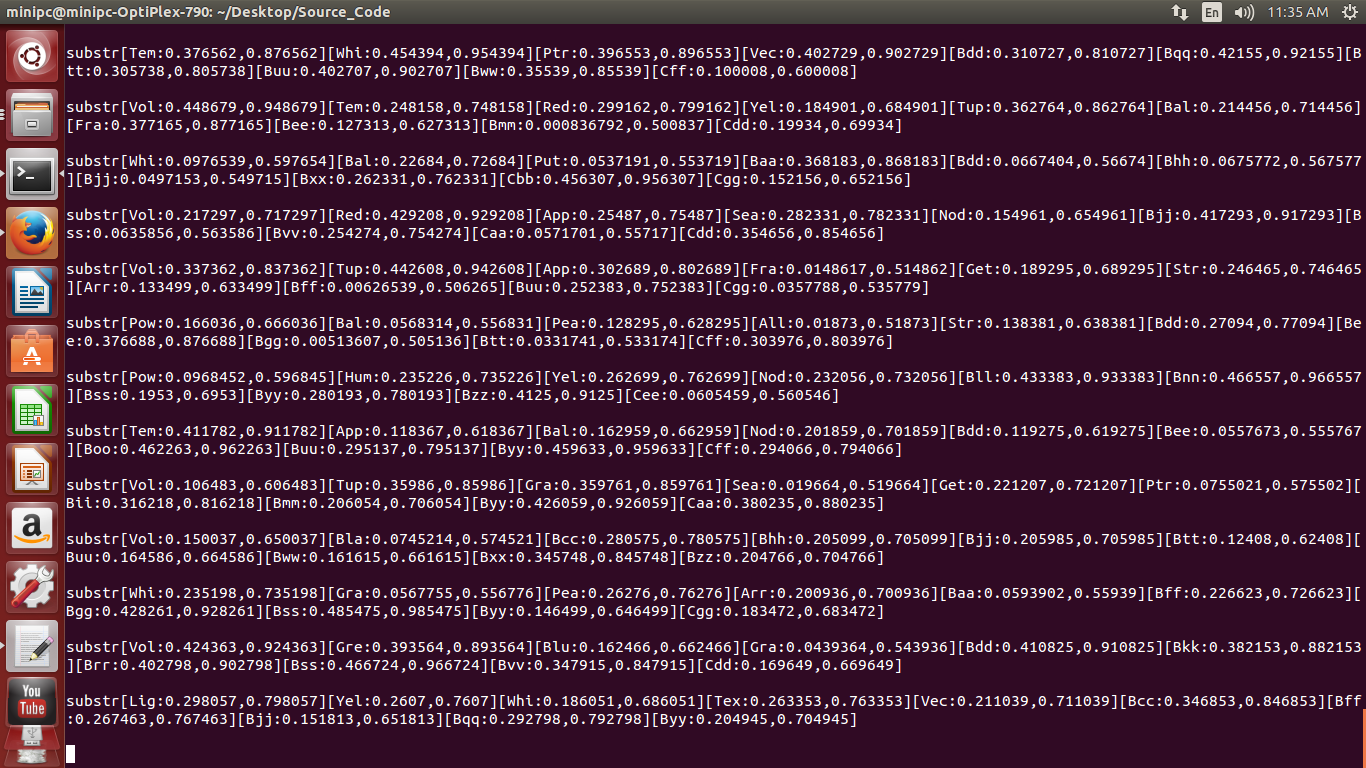 minipc@minipc-OptiPlex-790: ~/Desktop/Source_Code
En
11:35 AM
substr[Tem:0.376562,0.876562][Whi:0.454394,0.954394][Ptr:0.396553,0.896553][Vec:0.402729,0.902729][Bdd:0.310727,0.810727][Bqq:0.42155,0.92155][B
tt:0.305738,0.805738][Buu:0.402707,0.902707][Bww:0.35539,0.85539][Cff:0.100008,0.600008]
substr[Vol:0.448679,0.948679][Tem:0.248158,0.748158][Red:0.299162,0.799162][Yel:0.184901,0.684901][Tup:0.362764,0.862764][Bal:0.214456,0.714456]
[Fra:0.377165,0.877165][Bee:0.127313,0.627313][Bmm:0.000836792,0.500837][Cdd:0.19934,0.69934]
substr[Whi:0.0976539,0.597654][Bal:0.22684,0.72684][Put:0.0537191,0.553719][Baa:0.368183,0.868183][Bdd:0.0667404,0.56674][Bhh:0.0675772,0.567577
][Bjj:0.0497153,0.549715][Bxx:0.262331,0.762331][Cbb:0.456307,0.956307][Cgg:0.152156,0.652156]
substr[Vol:0.217297,0.717297][Red:0.429208,0.929208][App:0.25487,0.75487][Sea:0.282331,0.782331][Nod:0.154961,0.654961][Bjj:0.417293,0.917293][B
ss:0.0635856,0.563586][Bvv:0.254274,0.754274][Caa:0.0571701,0.55717][Cdd:0.354656,0.854656]
substr[Vol:0.337362,0.837362][Tup:0.442608,0.942608][App:0.302689,0.802689][Fra:0.0148617,0.514862][Get:0.189295,0.689295][Str:0.246465,0.746465
][Arr:0.133499,0.633499][Bff:0.00626539,0.506265][Buu:0.252383,0.752383][Cgg:0.0357788,0.535779]
substr[Pow:0.166036,0.666036][Bal:0.0568314,0.556831][Pea:0.128295,0.628295][All:0.01873,0.51873][Str:0.138381,0.638381][Bdd:0.27094,0.77094][Be
e:0.376688,0.876688][Bgg:0.00513607,0.505136][Btt:0.0331741,0.533174][Cff:0.303976,0.803976]
substr[Pow:0.0968452,0.596845][Hum:0.235226,0.735226][Yel:0.262699,0.762699][Nod:0.232056,0.732056][Bll:0.433383,0.933383][Bnn:0.466557,0.966557
][Bss:0.1953,0.6953][Byy:0.280193,0.780193][Bzz:0.4125,0.9125][Cee:0.0605459,0.560546]
substr[Tem:0.411782,0.911782][App:0.118367,0.618367][Bal:0.162959,0.662959][Nod:0.201859,0.701859][Bdd:0.119275,0.619275][Bee:0.0557673,0.555767
][Boo:0.462263,0.962263][Buu:0.295137,0.795137][Byy:0.459633,0.959633][Cff:0.294066,0.794066]
substr[Vol:0.106483,0.606483][Tup:0.35986,0.85986][Gra:0.359761,0.859761][Sea:0.019664,0.519664][Get:0.221207,0.721207][Ptr:0.0755021,0.575502][
Bii:0.316218,0.816218][Bmm:0.206054,0.706054][Byy:0.426059,0.926059][Caa:0.380235,0.880235]
substr[Vol:0.150037,0.650037][Bla:0.0745214,0.574521][Bcc:0.280575,0.780575][Bhh:0.205099,0.705099][Bjj:0.205985,0.705985][Btt:0.12408,0.62408][
Buu:0.164586,0.664586][Bww:0.161615,0.661615][Bxx:0.345748,0.845748][Bzz:0.204766,0.704766]
substr[Whi:0.235198,0.735198][Gra:0.0567755,0.556776][Pea:0.26276,0.76276][Arr:0.200936,0.700936][Baa:0.0593902,0.55939][Bff:0.226623,0.726623][
Bgg:0.428261,0.928261][Bss:0.485475,0.985475][Byy:0.146499,0.646499][Cgg:0.183472,0.683472]
substr[Vol:0.424363,0.924363][Gre:0.393564,0.893564][Blu:0.162466,0.662466][Gra:0.0439364,0.543936][Bdd:0.410825,0.910825][Bkk:0.382153,0.882153
][Brr:0.402798,0.902798][Bss:0.466724,0.966724][Bvv:0.347915,0.847915][Cdd:0.169649,0.669649]
substr[Lig:0.298057,0.798057][Yel:0.2607,0.7607][Whi:0.186051,0.686051][Tex:0.263353,0.763353][Vec:0.211039,0.711039][Bcc:0.346853,0.846853][Bff
:0.267463,0.767463][Bjj:0.151813,0.651813][Bqq:0.292798,0.792798][Byy:0.204945,0.704945]
You
Tube